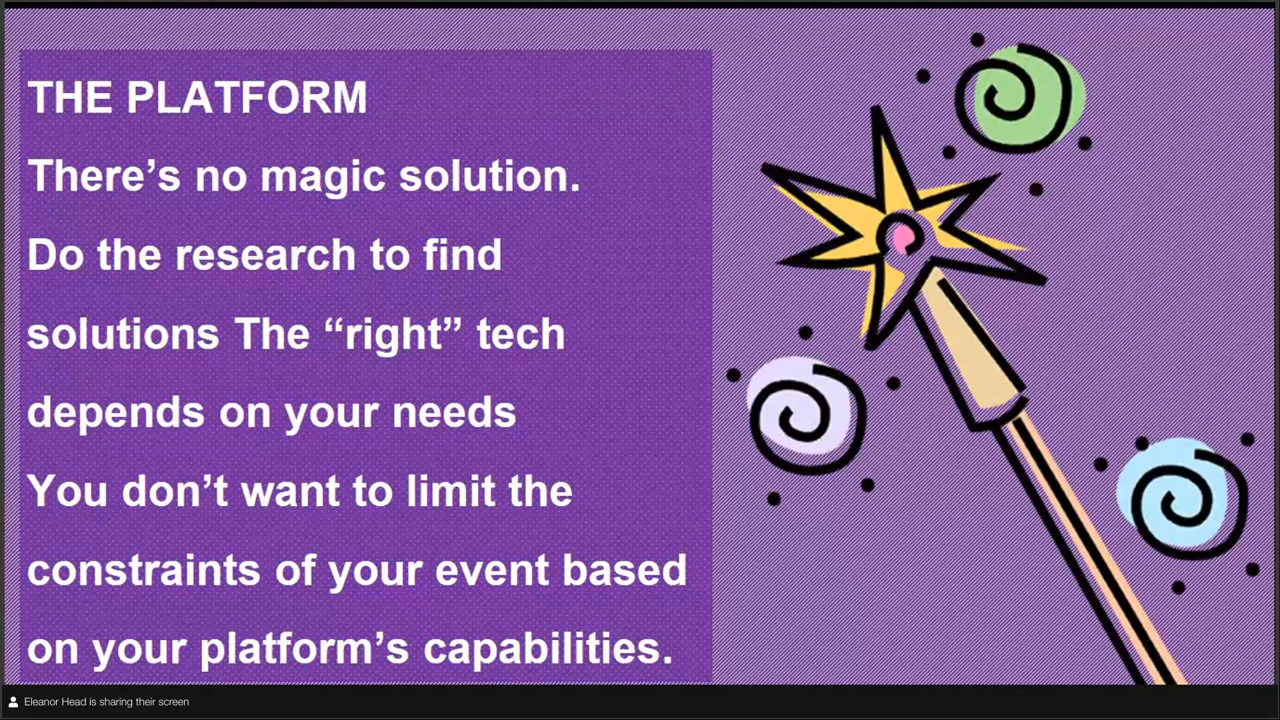 THE PLATFORM
There’s no magic solution.
Do the research to find
solutions The “right” tech
depends on your needs
You don’t want to limit the
constraints of your event based
on your platform’s capabilities.
Eleanor Head is sharing their screen